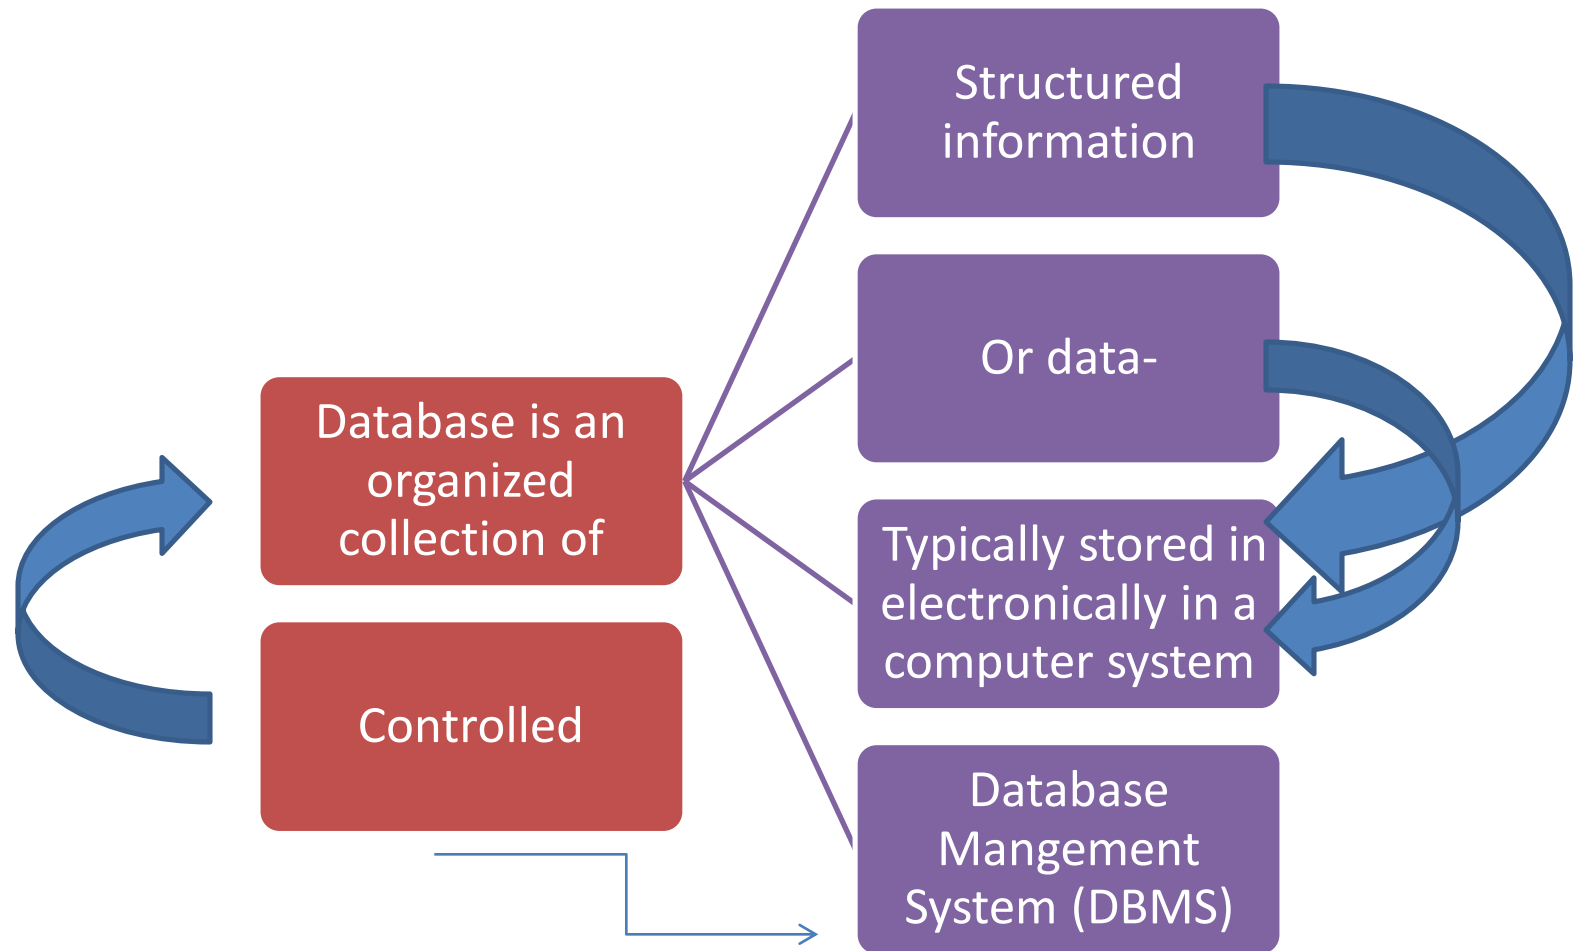 Structured
information
Or data-
Database is an
organized
collection of
Typically stored in
electronically in a
computer system
Controlled
Database
Mangement
System (DBMS)